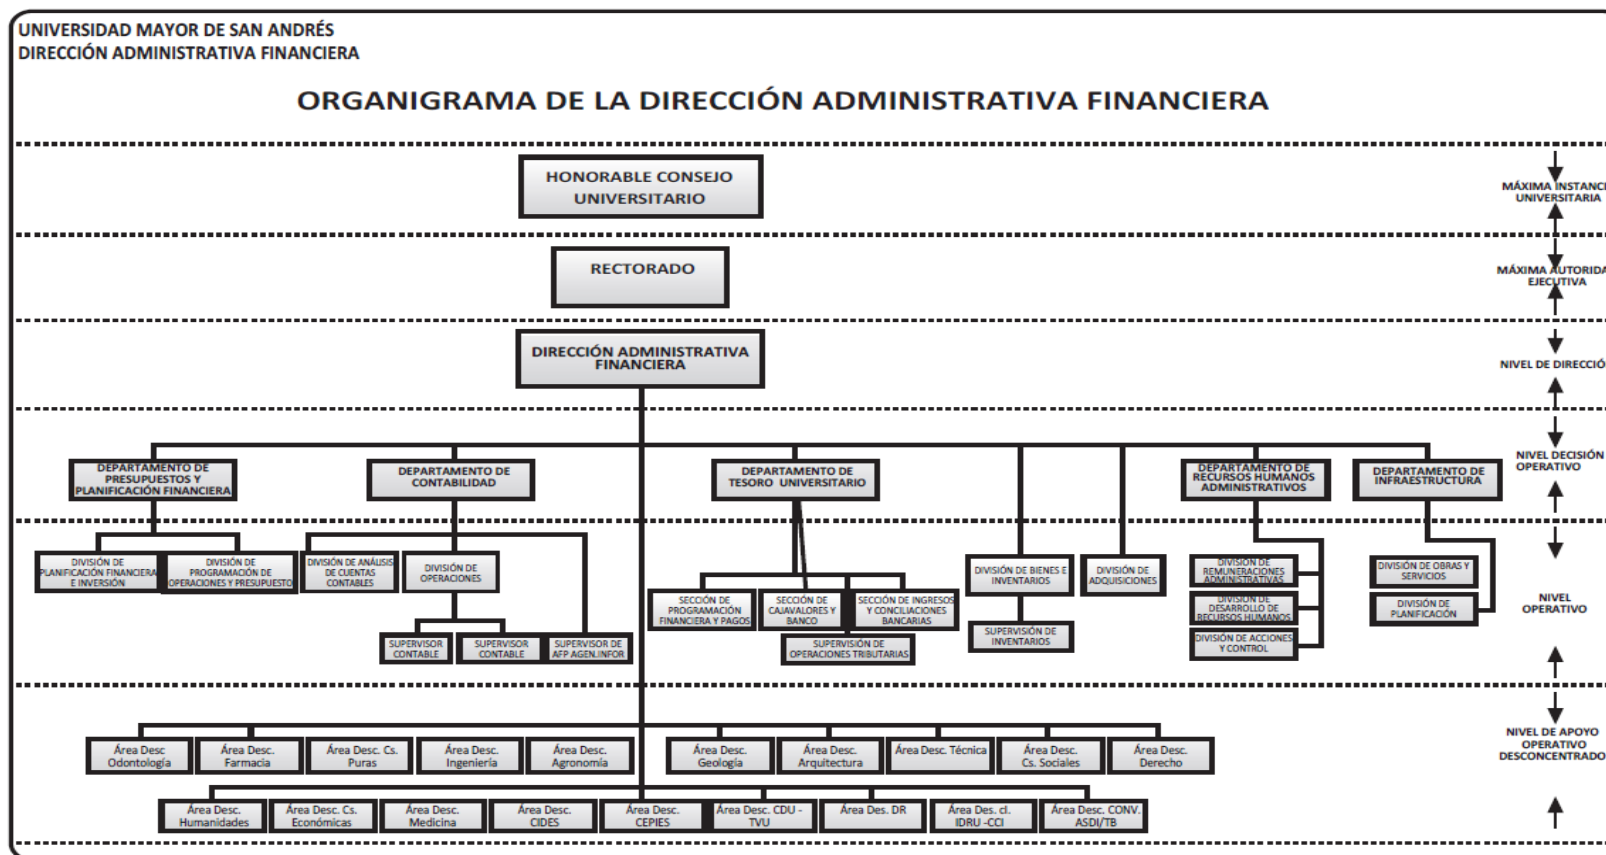 UNIVERSIDAD MAYOR DE SAN ANDRÉS
DIRECCIÓN ADMINISTRATIVA FINANCIERA
ORGANIGRAMA DE LA DIRECCIÓN ADMINISTRATIVA FINANCIERA
HONORABLE CONSEJO
UNIVERSITARIO
MÁXIMA INSTANCI
UNIVERSITARIA
RECTORADO
MÁXIMA AUTORIDA
EJECUTIVA
DIRECCIÓN ADMINISTRATIVA
FINANCIERA
NIVEL DE DIRECCIÓ
DEPARTAMENTO DE
PRESUPUESTOS Y
PLANIFICACIÓN FINANCIERA
DEPARTAMENTO DE
CONTABILIDAD
DEPARTAMENTO DE
TESORO UNIVERSITARIO
DEPARTAMENTO DE
RECURSOS HUMANOS
ADMINISTRATIVOS
DEPARTAMENTO DE
INFRAESTRUCTURA
NIVEL DECISIÓN
OPERATIVO
DIVISIÓN DE
PLANIFICACIÓN FINANCIERA
E INVERSIÓN
DIVISIÓN DE
PROGRAMACIÓN DE
OPERACIONES Y PRESUPUESTO
DIVISIÓN DE ANÁLISIS
DE CUENTAS
CONTABLES
DIVISIÓN DE
OPERACIONES
SUPERVISOR
CONTABLE
SUPERVISOR
CONTABLE
SUPERVISOR DE
AFP AGEN.INFOR
SECCIÓN DE
PROGRAMACIÓN
FINANCIERA Y PAGOS
SECCIÓN DE
CAJAVALORES Y
BANCO
SECCIÓN DE INGRESOS
Y CONCILIACIONES
BANCARIAS
SUPERVISIÓN DE
OPERACIONES TRIBUTARIAS
DIVISIÓN DE BIENES E
INVENTARIOS
SUPERVISIÓN DE
INVENTARIOS
DIVISIÓN DE
ADQUISICIONES
DIVISIÓN DE
REMUNERACIONES
ADMINISTRATIVAS
DIVISIÓN DE
DESARROLLO DE
RECURSOS HUMANOS
DIVISIÓN DE ACCIONES
Y CONTROL
DIVISIÓN DE OBRAS Y
SERVICIOS
DIVISIÓN DE
PLANIFICACIÓN
NIVEL
OPERATIVO
Área Desc
Odontología
Área Desc.
Farmacia
Área Desc. Cs.
Puras
Área Desc.
Ingeniería
Área Desc.
Agronomía
Área Desc.
Geología
Área Desc.
Arquitectura
Área Desc. Técnica
Área Desc.
Cs. Sociales
Área Desc.
Derecho
NIVEL DE APOYO
OPERATIVO
DESCONCENTRADO
Área Desc.
Humanidades
Área Desc. Cs.
Económicas
Área Desc.
Medicina
Área Desc.
CIDES
Área Desc.
CEPIES
Área Desc. CDU -
TVU
Área Des. DR
Área Des. cl.
IDRU -CCI
Área Desc. CONV.
ASDI/TB